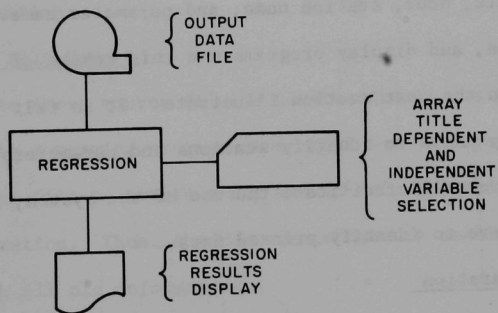 OUTPUT
DATA
FILE
REGRESSION
ARRAY
TITLE
DEPENDENT
AND
INDEPENDENT
VARIABLE
SELECTION
REGRESSION
RESULTS
DISPLAY